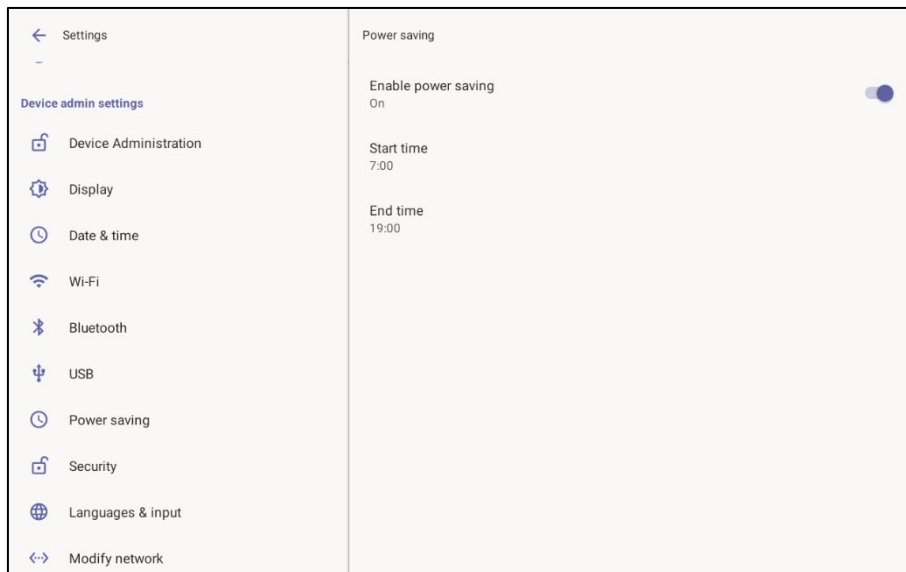 Settings
Device admin settings
Device Administration
Display
Date & time
Wi-Fi
Bluetooth
USB
Power saving
Security
Languages & input
Modify network
Power saving
Enable power saving
On
Start time
7:00
End time
19:00